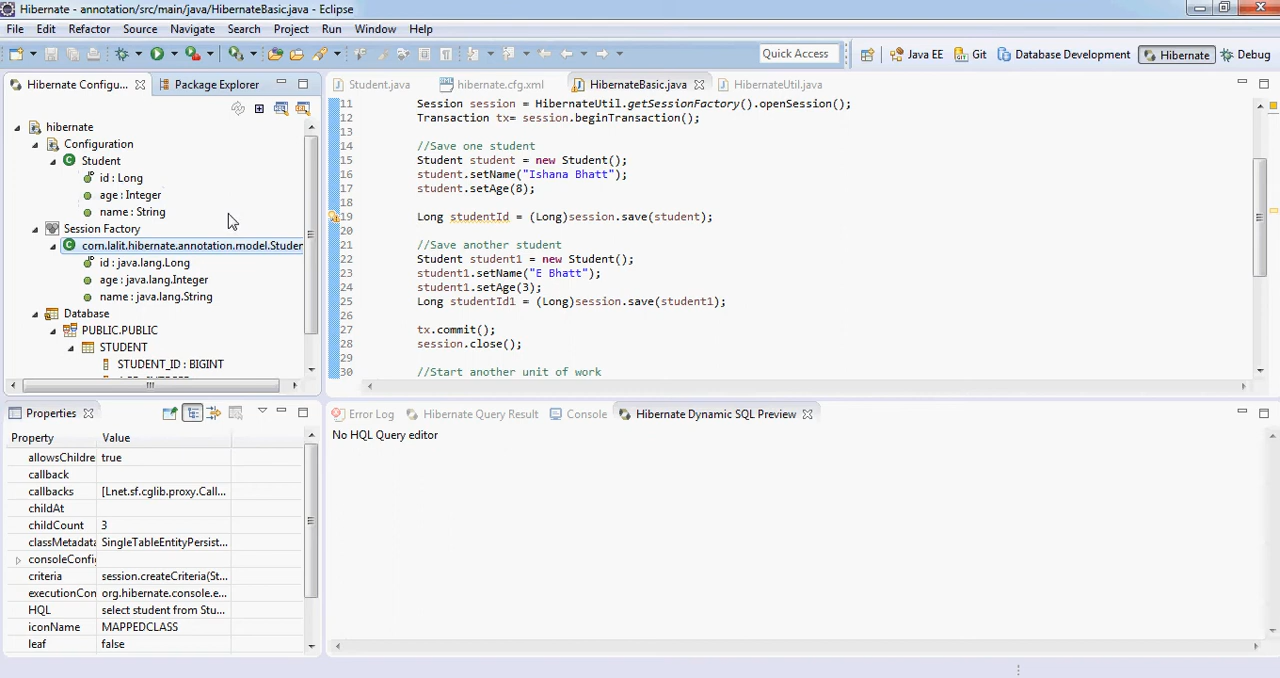 Hibernate - annotation/src/main/java/HibernateBasic.java - Eclipse
File Edit Refactor Source Navigate Search Project Run Window Help
Quick Access Java EE Git Database Development Hibernate Debug
Hibernate Configu... Package Explorer
hibernate
Configuration
Student
id : Long
age : Integer
name : String
Session Factory
com.lalit.hibernate.annotation.model.Studen
id : java.lang.Long
age : java.lang.Integer
name : java.lang.String
Database
PUBLIC.PUBLIC
STUDENT
STUDENT_ID : BIGINT
Student.java hibernate.cfg.xml HibernateBasic.java HibernateUtil.java
11 Session session = HibernateUtil.getSessionFactory().openSession();
12 Transaction tx= session.beginTransaction();
13
14 //Save one student
15 Student student = new Student();
16 student.setName("Ishana Bhatt");
17 student.setAge(8);
18
19 Long studentId = (Long)session.save(student);
20
21 //Save another student
22 Student student1 = new Student();
23 student1.setName("E Bhatt");
24 student1.setAge(3);
25 Long studentId1 = (Long)session.save(student1);
26
27 tx.commit();
28 session.close();
29
30 //Start another unit of work
Properties
Property Value
allowsChildre true
callback
callbacks [Lnet.sf.cglib.proxy.Call...
childAt
childCount 3
classMetadata SingleTableEntityPersist...
consoleConfi
criteria session.createCriteria(St...
executionCon org.hibernate.console.e...
HQL select student from Stu...
iconName MAPPEDCLASS
leaf false
Error Log Hibernate Query Result Console Hibernate Dynamic SQL Preview
No HQL Query editor